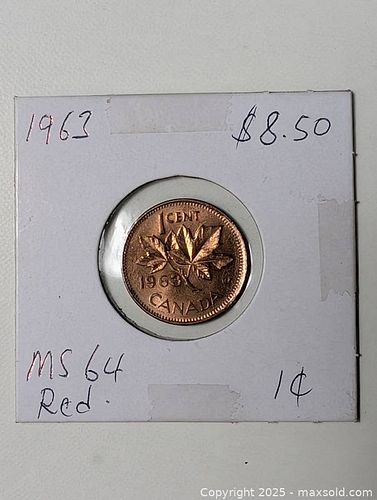 1963 $8.50
1 CENT
1963
CANADA
MS 64 1¢
Red.
Copyright 2025 - maxsold.com